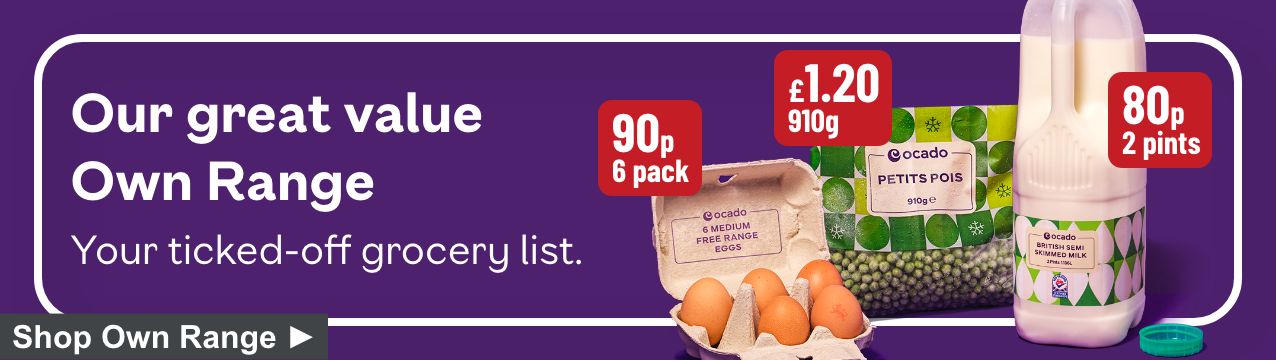 Our great value
Own Range
Your ticked-off grocery list.
Shop Own Range ►
90p
6 pack
£1.20
910g
80p
2 pints
ocado
6 MEDIUM
FREE RANGE
EGGS
ocado
PETITS POIS
910g e
ocado
BRITISH SEMI
SKIMMED MILK